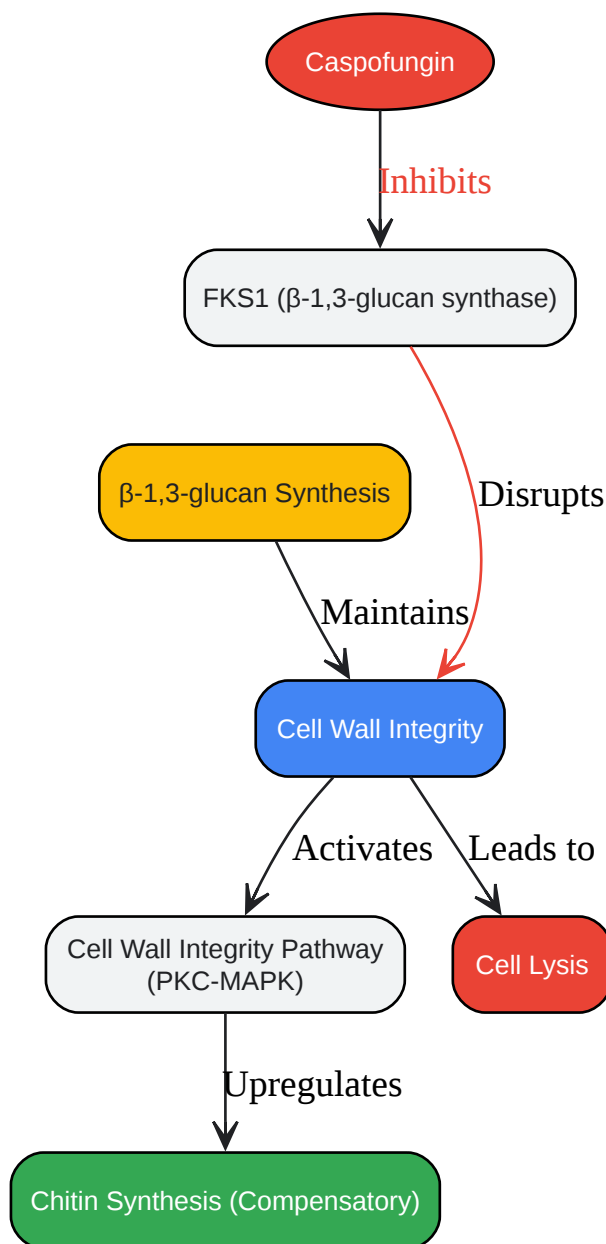 Caspofungin
Inhibits
FKS1 (β-1,3-glucan synthase)
β-1,3-glucan Synthesis
Disrupts
Maintains
Cell Wall Integrity
Activates
Leads to
Cell Wall Integrity Pathway
(PKC-MAPK)
Cell Lysis
Upregulates
Chitin Synthesis (Compensatory)